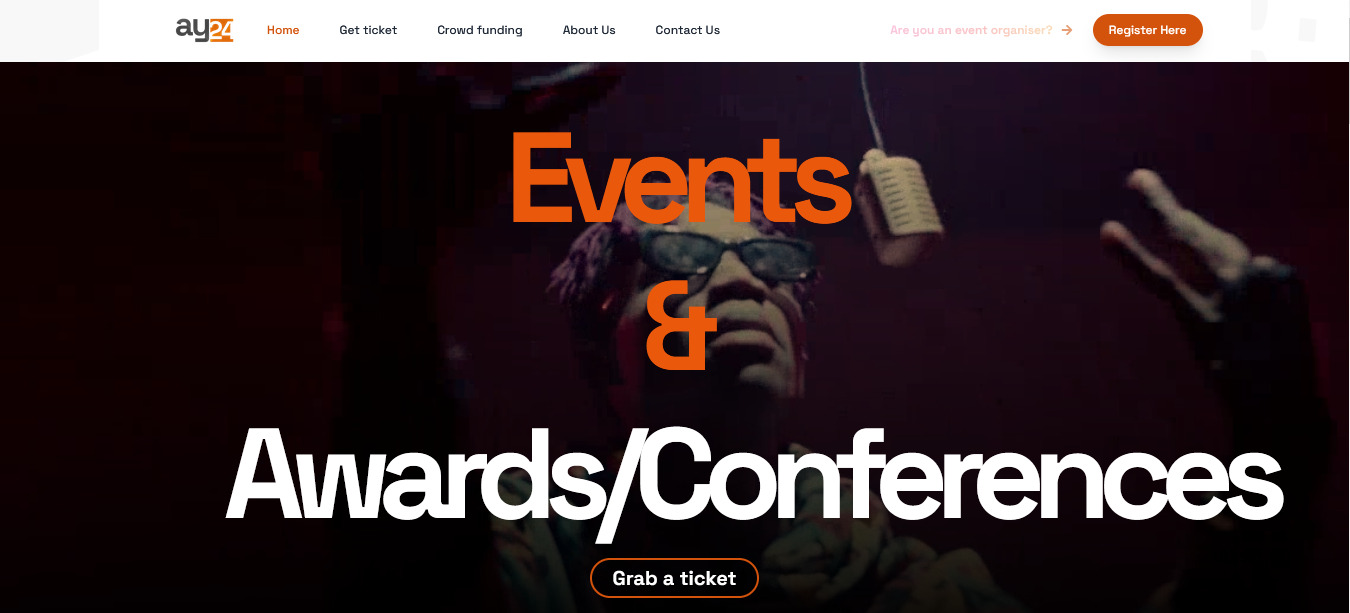 ay24 Home Get ticket Crowd funding About Us Contact Us Are you an event organiser? → Register Here
Events
&
Awards/Conferences
Grab a ticket